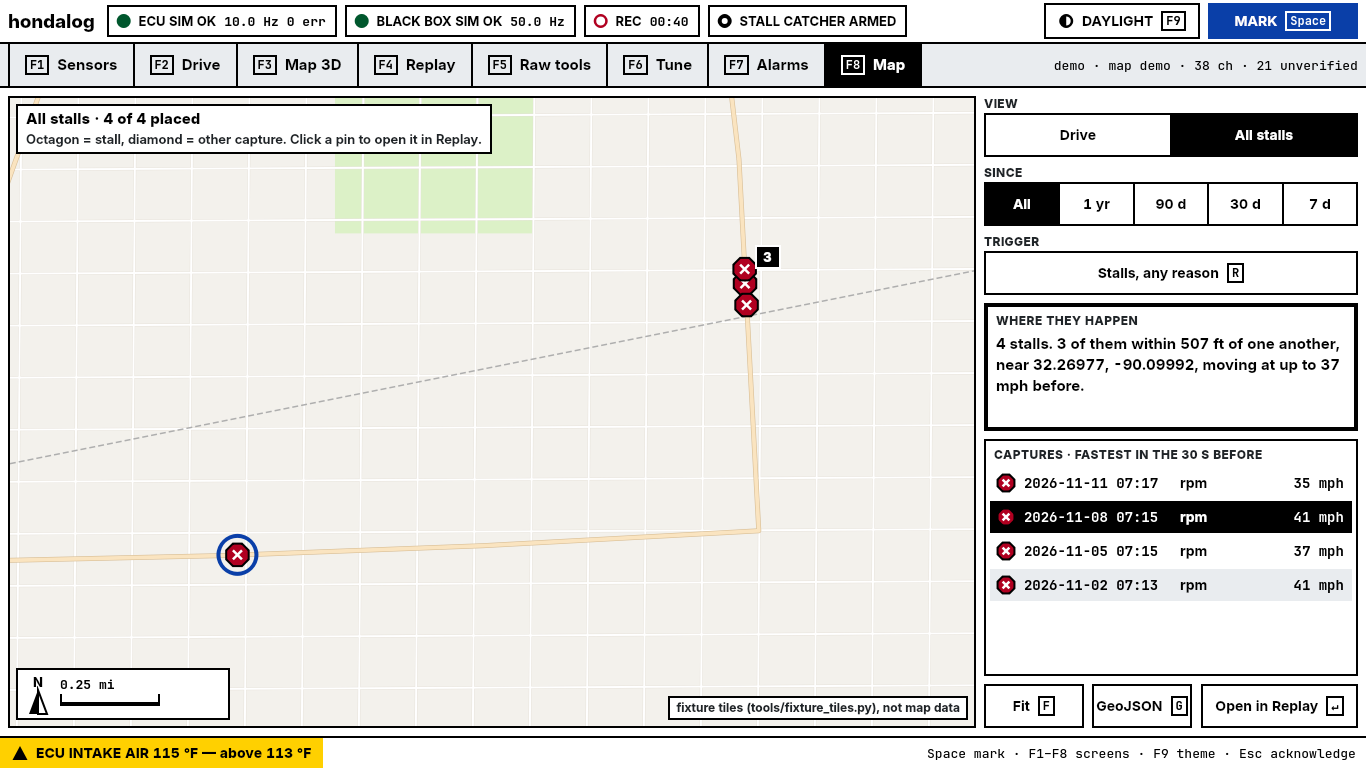 hondalog
ECU SIM OK 10.0 Hz 0 err
BLACK BOX SIM OK 50.0 Hz
REC 00:40
STALL CATCHER ARMED
DAYLIGHT F9
MARK Space
F1 Sensors
F2 Drive
F3 Map 3D
F4 Replay
F5 Raw tools
F6 Tune
F7 Alarms
F8 Map
demo · map demo · 38 ch · 21 unverified
All stalls · 4 of 4 placed
Octagon = stall, diamond = other capture. Click a pin to open it in Replay.
3
N
0.25 mi
fixture tiles (tools/fixture_tiles.py), not map data
VIEW
Drive
All stalls
SINCE
All
1 yr
90 d
30 d
7 d
TRIGGER
Stalls, any reason R
WHERE THEY HAPPEN
4 stalls. 3 of them within 507 ft of one another,
near 32.26977, -90.09992, moving at up to 37
mph before.
CAPTURES · FASTEST IN THE 30 S BEFORE
2026-11-11 07:17 rpm 35 mph
2026-11-08 07:15 rpm 41 mph
2026-11-05 07:15 rpm 37 mph
2026-11-02 07:13 rpm 41 mph
Fit F
GeoJSON G
Open in Replay ↵
ECU INTAKE AIR 115 °F — above 113 °F
Space mark · F1–F8 screens · F9 theme · Esc acknowledge